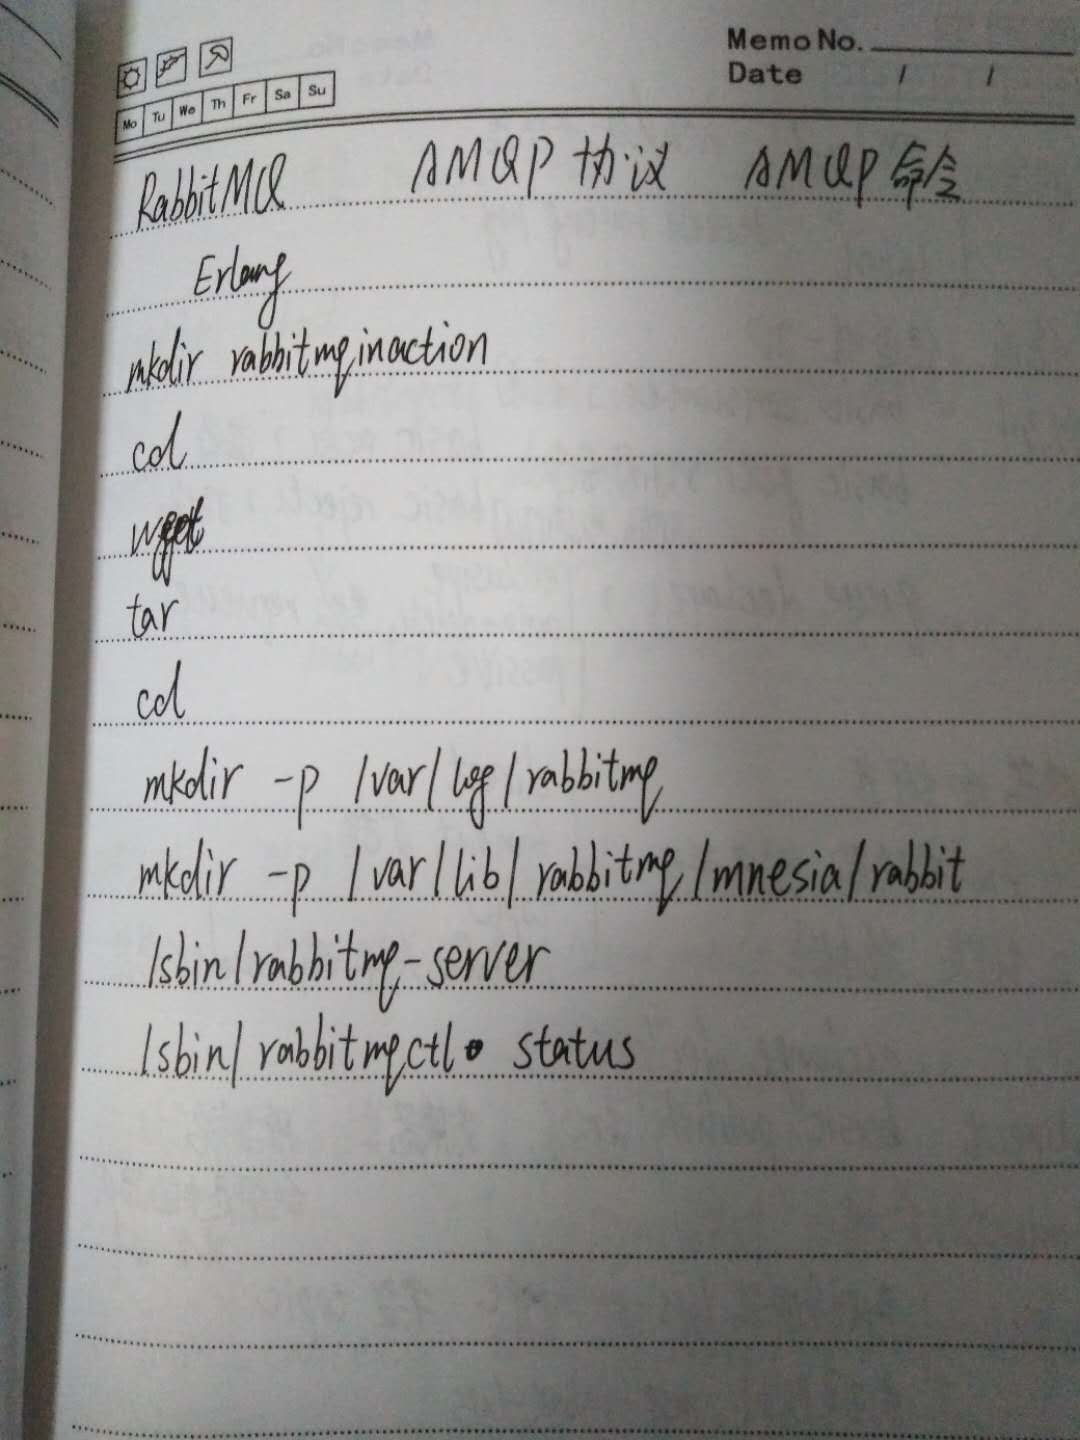 Memo No.
Date / /
Mo Tu We Th Fr Sa Su
RabbitMQ AMQP 协议 AMQP 命令
Erlang
mkdir rabbitmqinaction
cd
wget
tar
cd
mkdir -p /var/log/rabbitmq
mkdir -p /var/lib/rabbitmq/mnesia/rabbit
/sbin/rabbitmq-server
/sbin/rabbitmqctl status